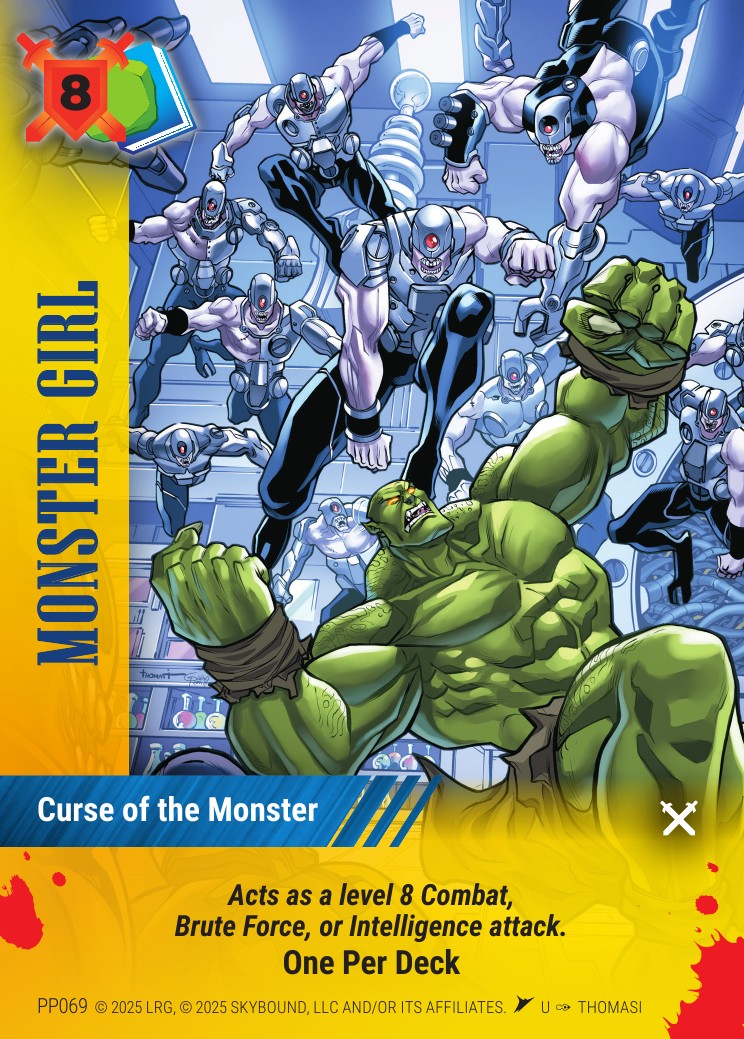 8
MONSTER GIRL
Curse of the Monster
Acts as a level 8 Combat,
Brute Force, or Intelligence attack.
One Per Deck
PP069 © 2025 LRG, © 2025 SKYBOUND, LLC AND/OR ITS AFFILIATES. U THOMASI